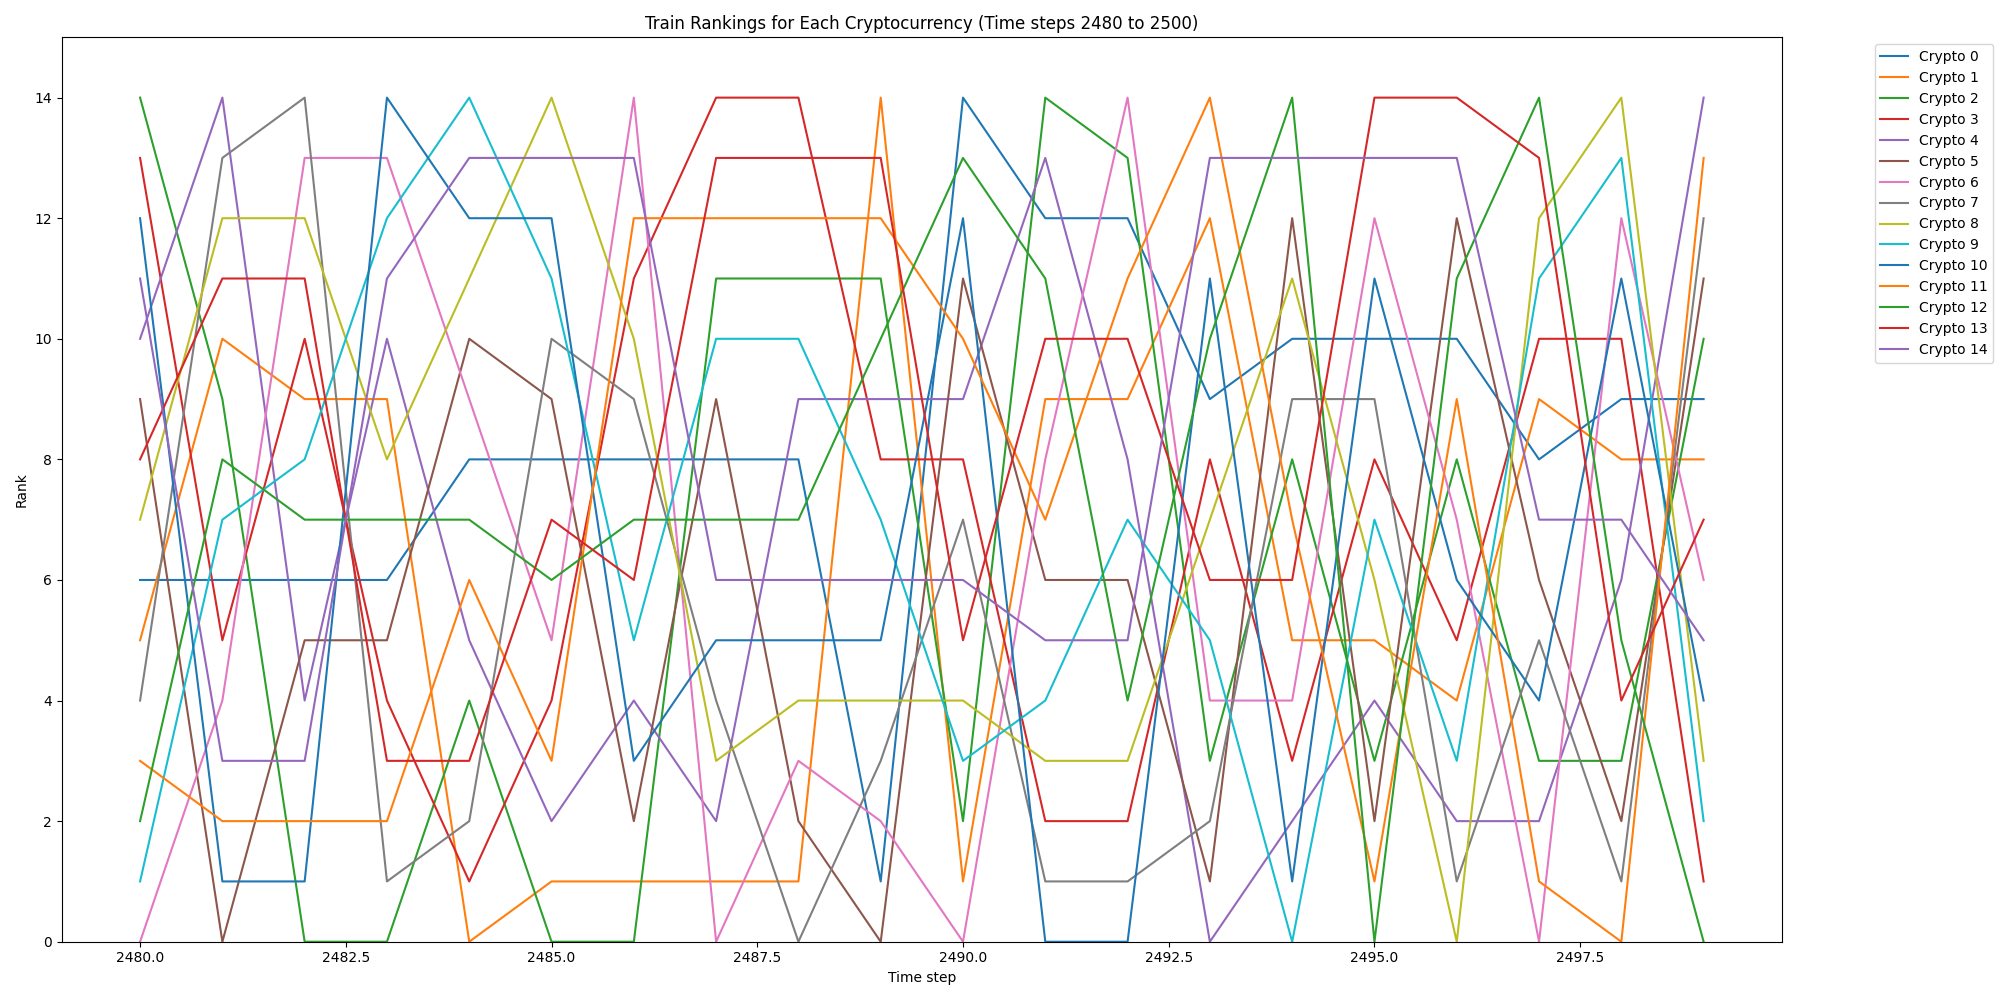 Train Rankings for Each Cryptocurrency (Time steps 2480 to 2500)
Rank
14
12
10
8
6
4
2
0
2480.0 2482.5 2485.0 2487.5 2490.0 2492.5 2495.0 2497.5
Time step
Crypto 0
Crypto 1
Crypto 2
Crypto 3
Crypto 4
Crypto 5
Crypto 6
Crypto 7
Crypto 8
Crypto 9
Crypto 10
Crypto 11
Crypto 12
Crypto 13
Crypto 14